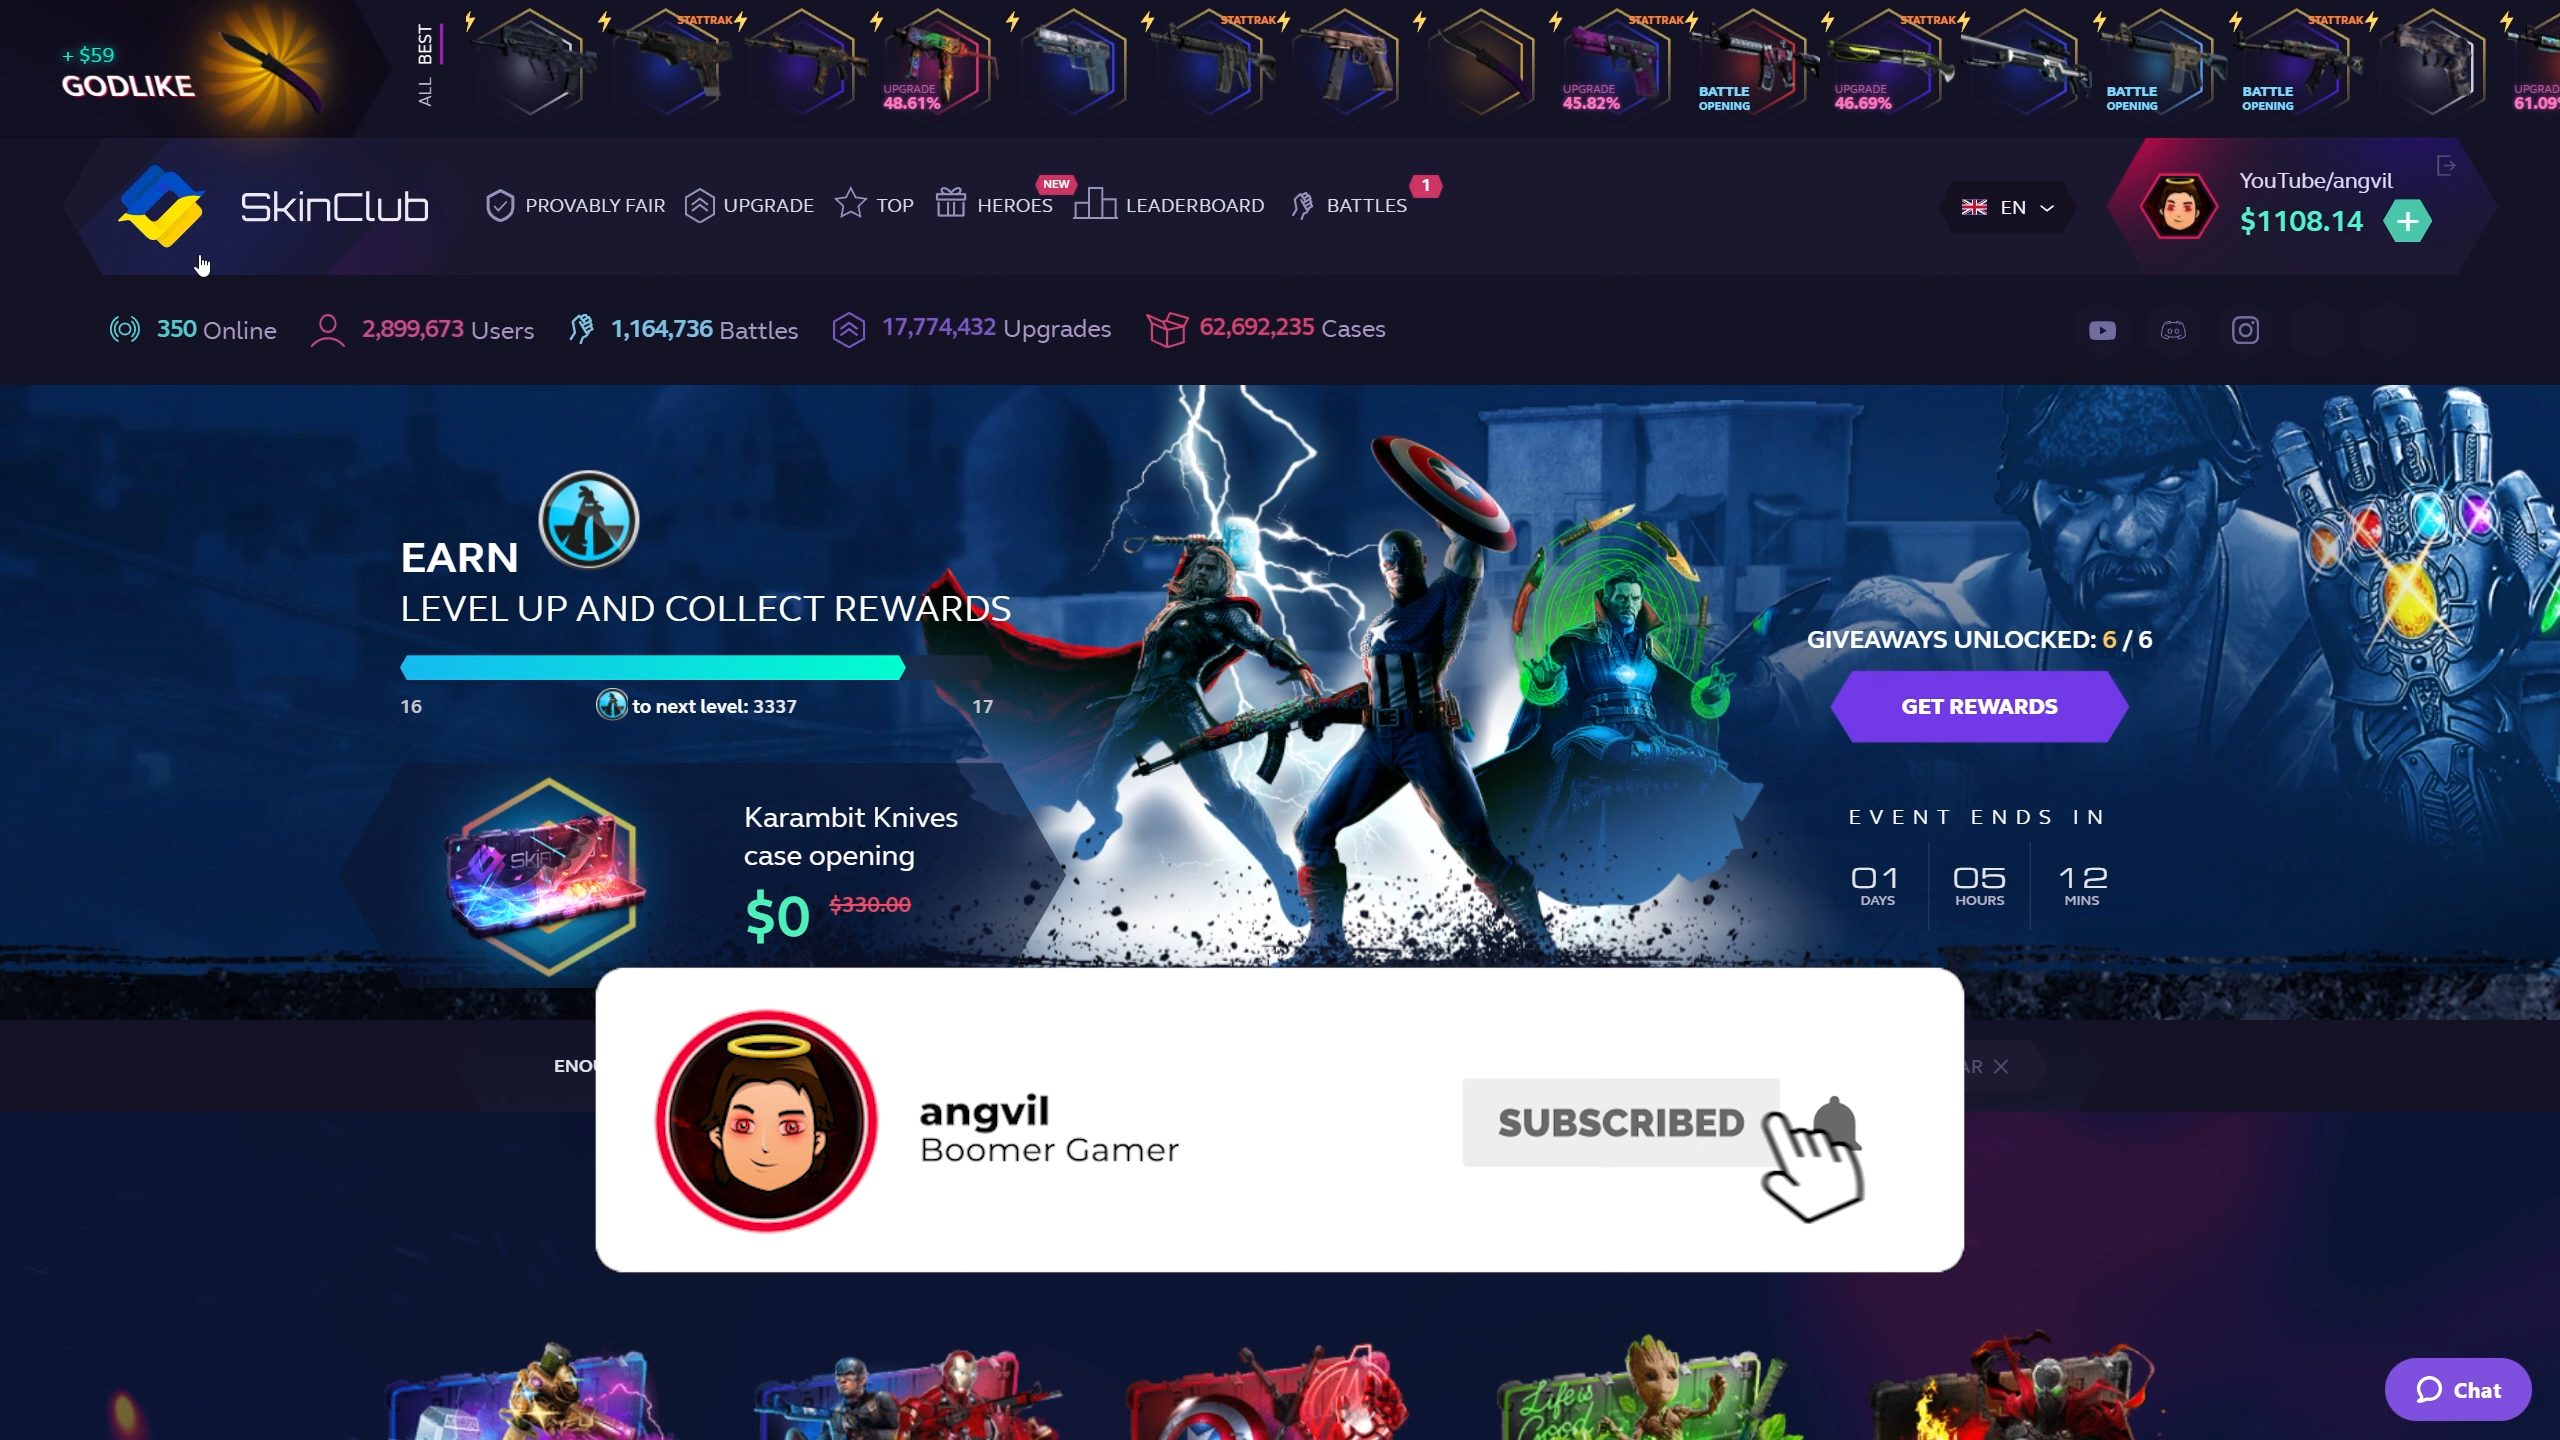 + $59
GODLIKE
ALL BEST
STATTRAK
UPGRADE
48.61%
STATTRAK
STATTRAK
UPGRADE
45.82%
BATTLE
OPENING
STATTRAK
UPGRADE
46.69%
BATTLE
OPENING
STATTRAK
BATTLE
OPENING
SkinClub
PROVABLY FAIR
UPGRADE
TOP
HEROES
NEW
LEADERBOARD
BATTLES
1
EN
YouTube/angvil
$1108.14
350 Online
2,899,673 Users
1,164,736 Battles
17,774,432 Upgrades
62,692,235 Cases
EARN
LEVEL UP AND COLLECT REWARDS
16
to next level: 3337
17
Karambit Knives
case opening
$0 $330.00
GIVEAWAYS UNLOCKED: 6 / 6
GET REWARDS
EVENT ENDS IN
01 05 12
DAYS HOURS MINS
angvil
Boomer Gamer
SUBSCRIBED
Life is
Good
Chat